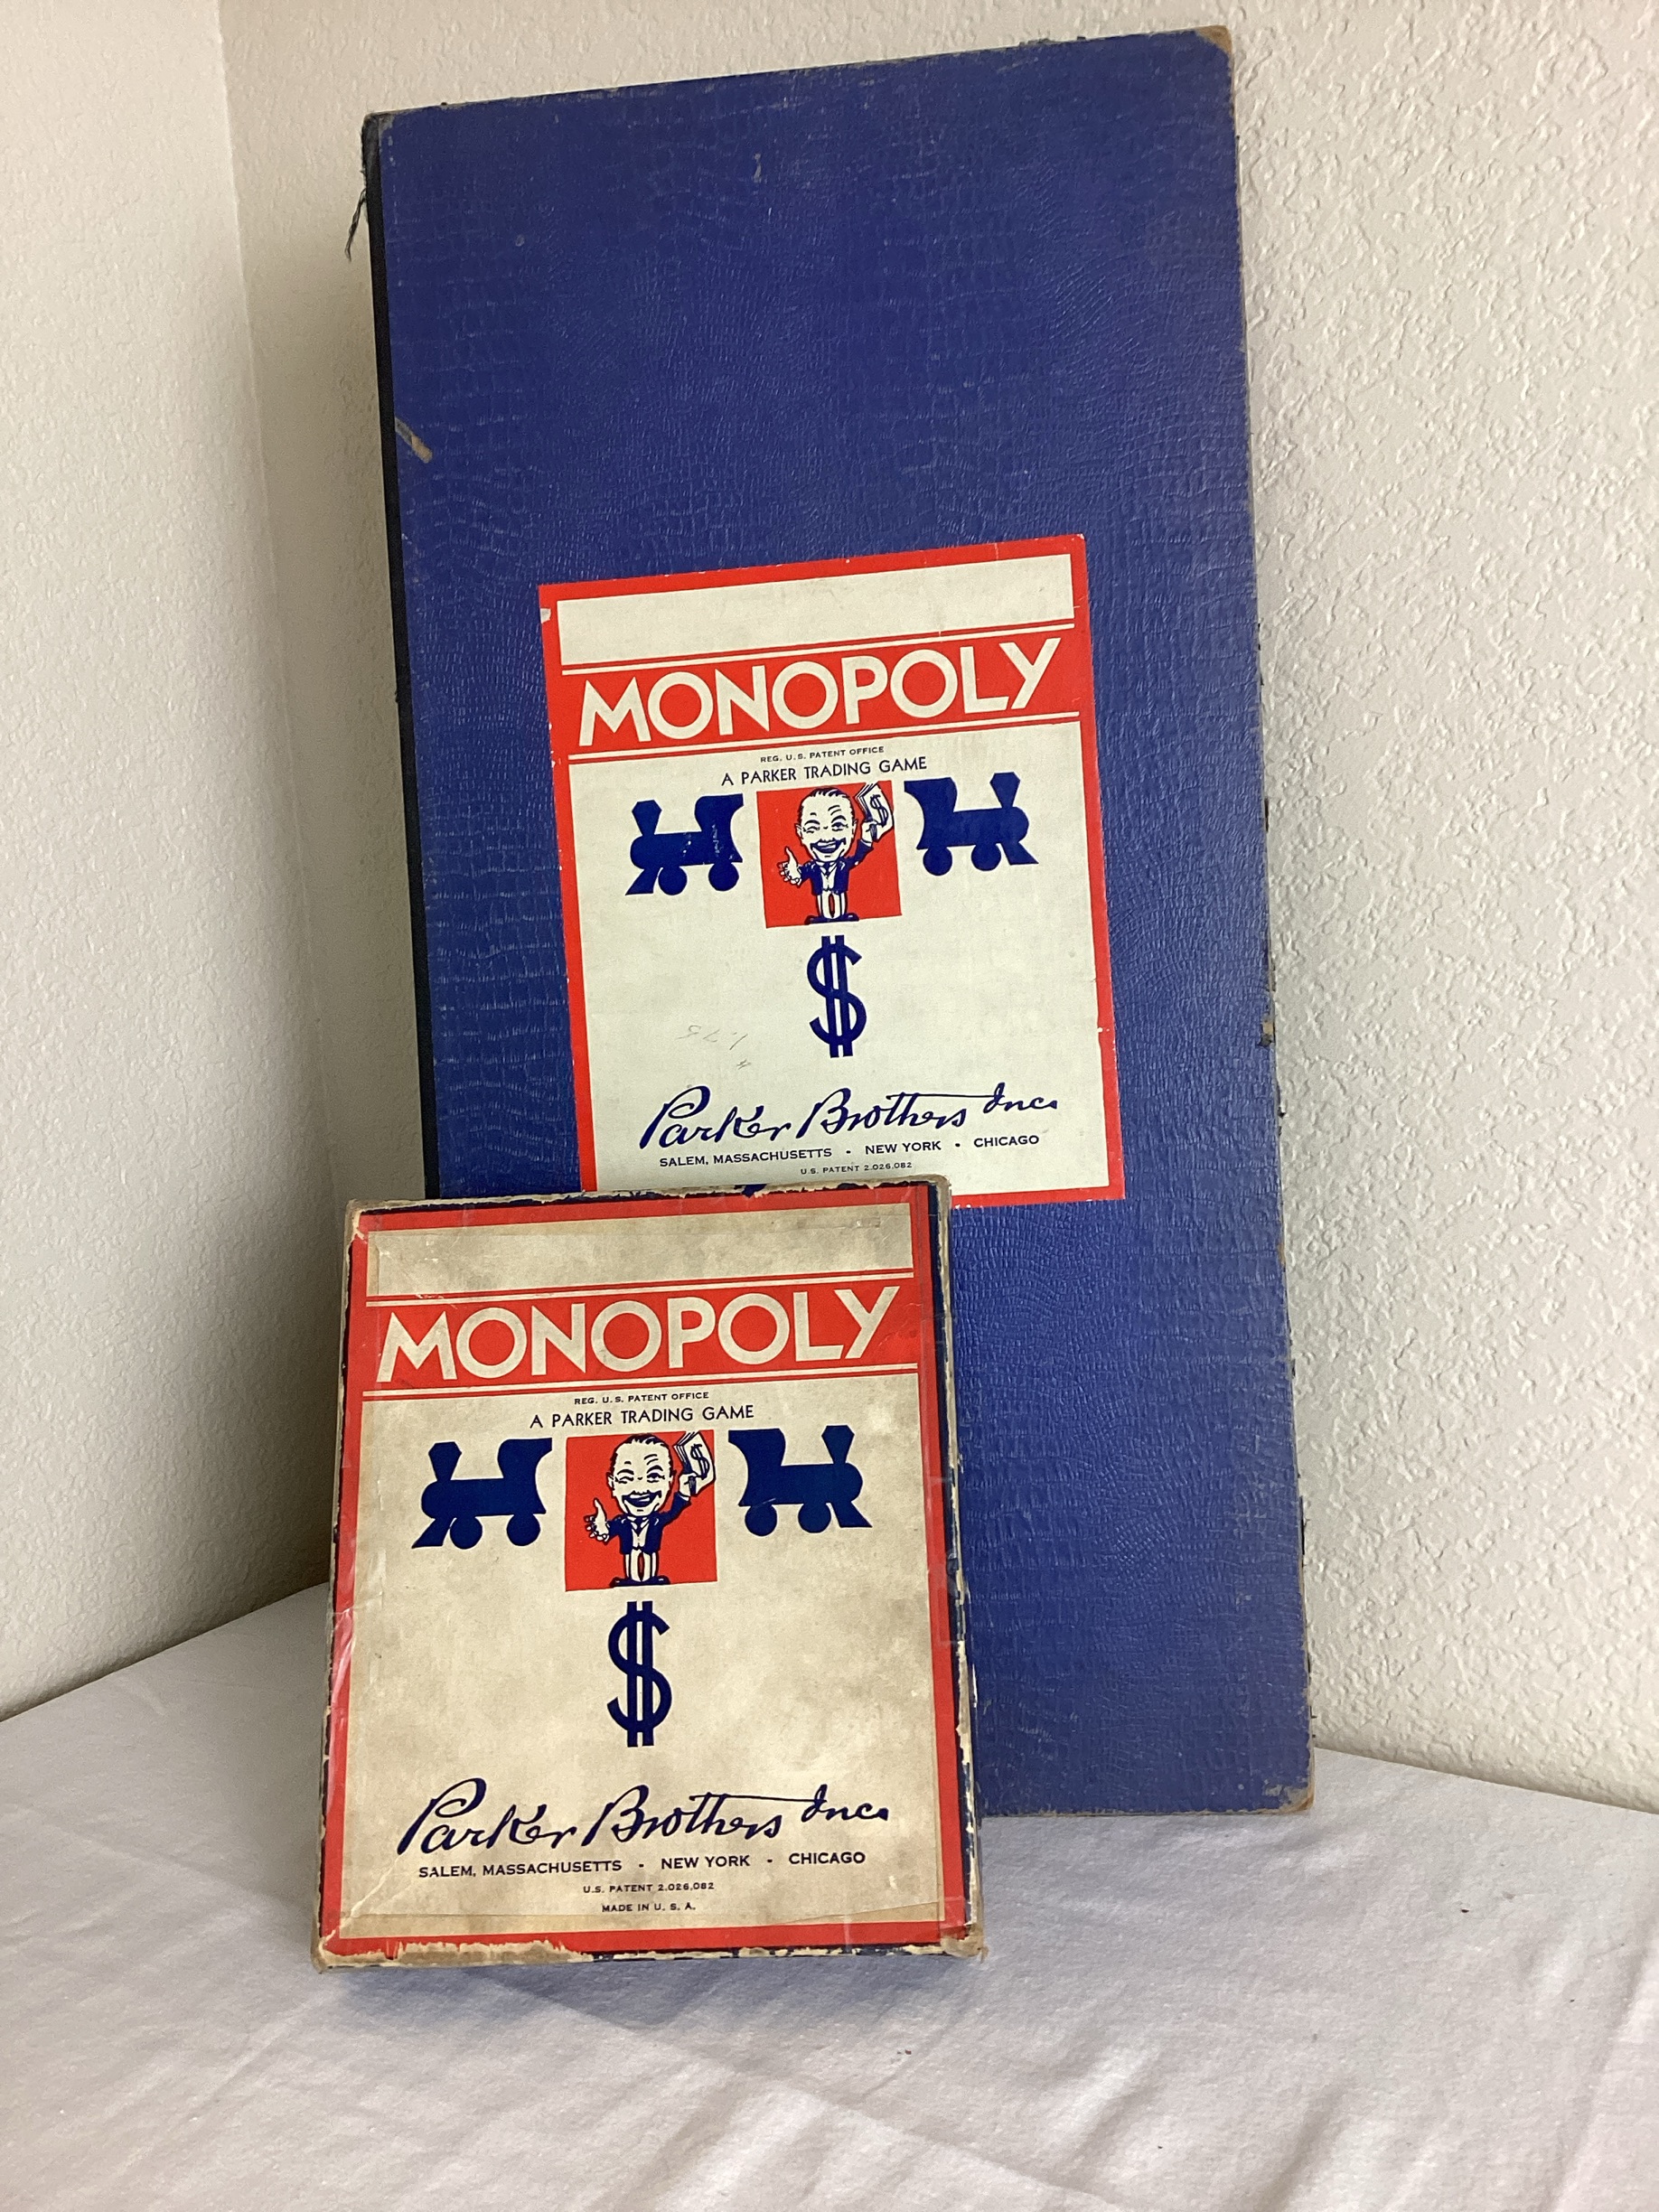 MONOPOLY
REG. U.S. PATENT OFFICE
A PARKER TRADING GAME
$
$
Parker Brothers Inc.
SALEM, MASSACHUSETTS - NEW YORK - CHICAGO
U.S. PATENT 2,026,082
MONOPOLY
REG. U.S. PATENT OFFICE
A PARKER TRADING GAME
$
$
Parker Brothers Inc.
SALEM, MASSACHUSETTS - NEW YORK - CHICAGO
U.S. PATENT 2,026,082
MADE IN U. S. A.